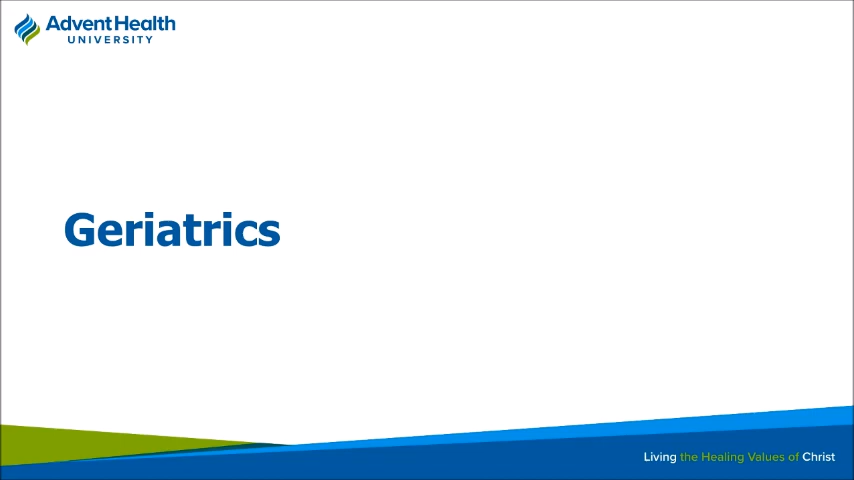 AdventHealth
UNIVERSITY
Geriatrics
Living the Healing Values of Christ